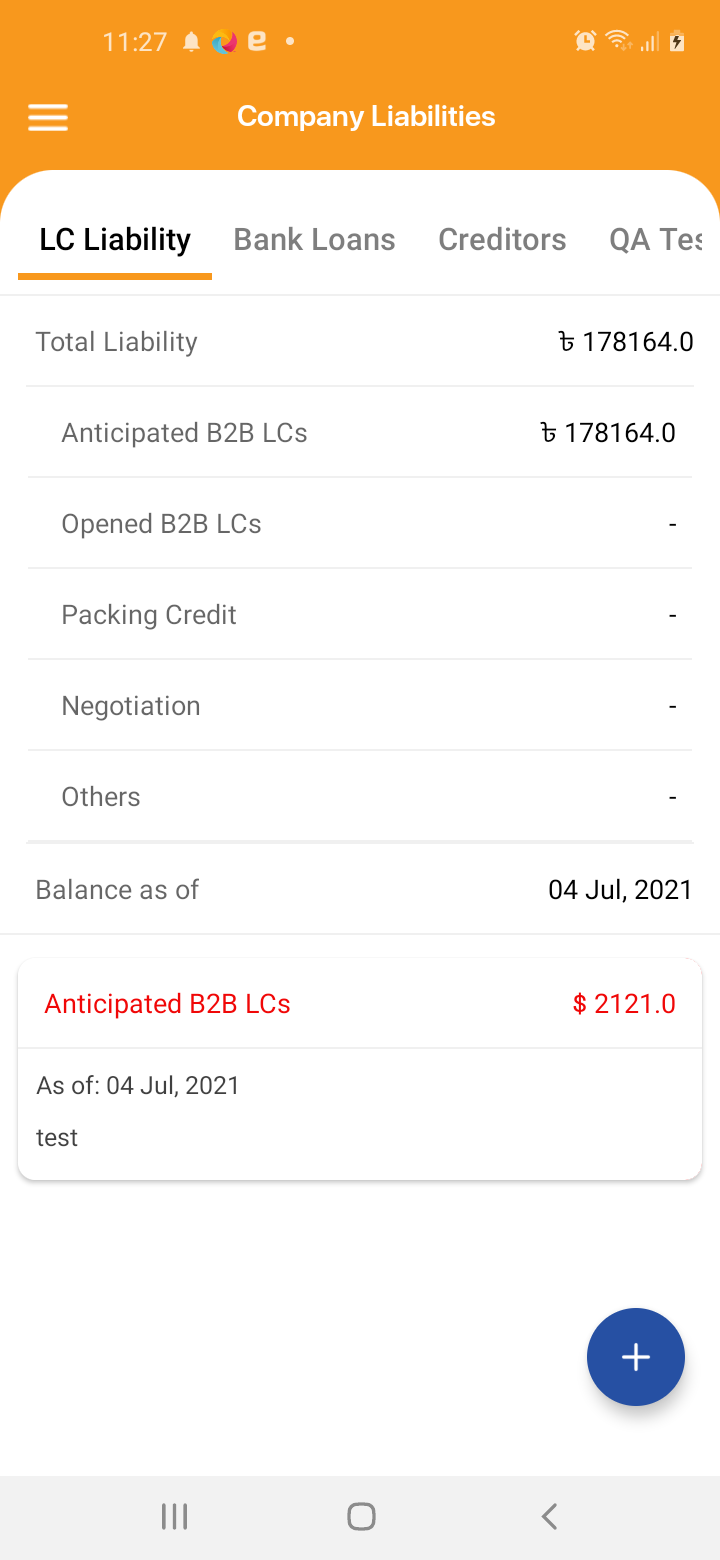 11:27
Company Liabilities
LC Liability Bank Loans Creditors QA Tes
Total Liability ৳ 178164.0
Anticipated B2B LCs ৳ 178164.0
Opened B2B LCs -
Packing Credit -
Negotiation -
Others -
Balance as of 04 Jul, 2021
Anticipated B2B LCs $ 2121.0
As of: 04 Jul, 2021
test